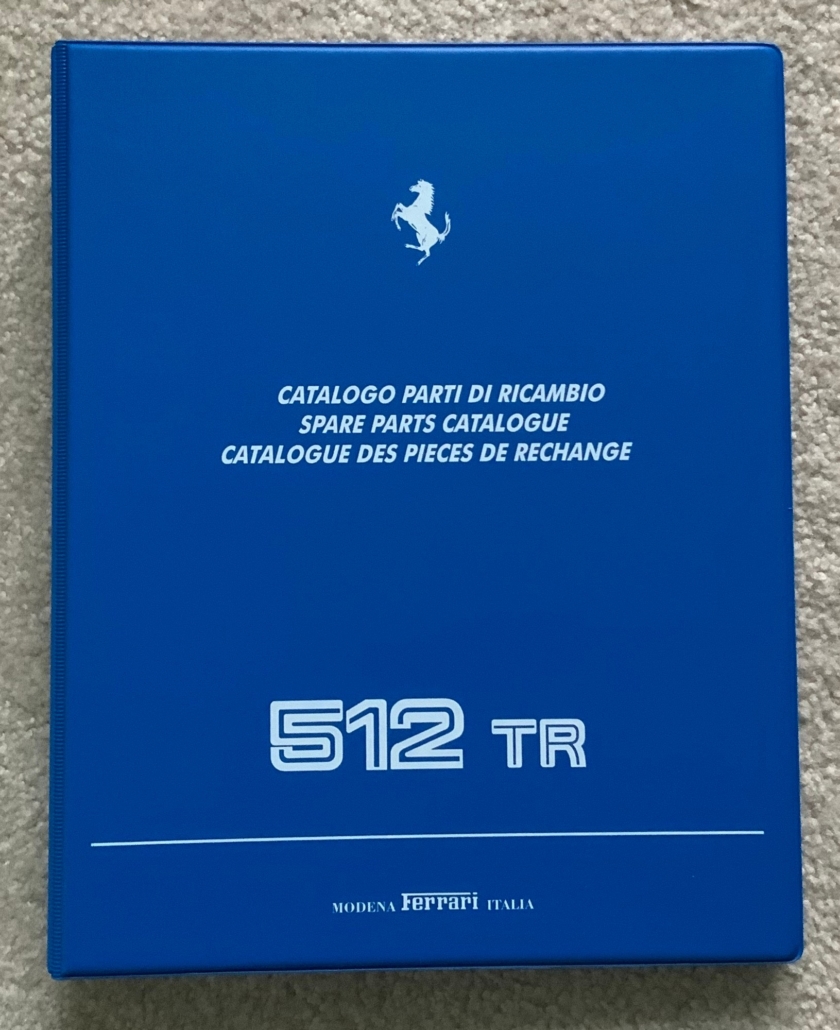 CATALOGO PARTI DI RICAMBIO
SPARE PARTS CATALOGUE
CATALOGUE DES PIECES DE RECHANGE
512 TR
MODENA Ferrari ITALIA